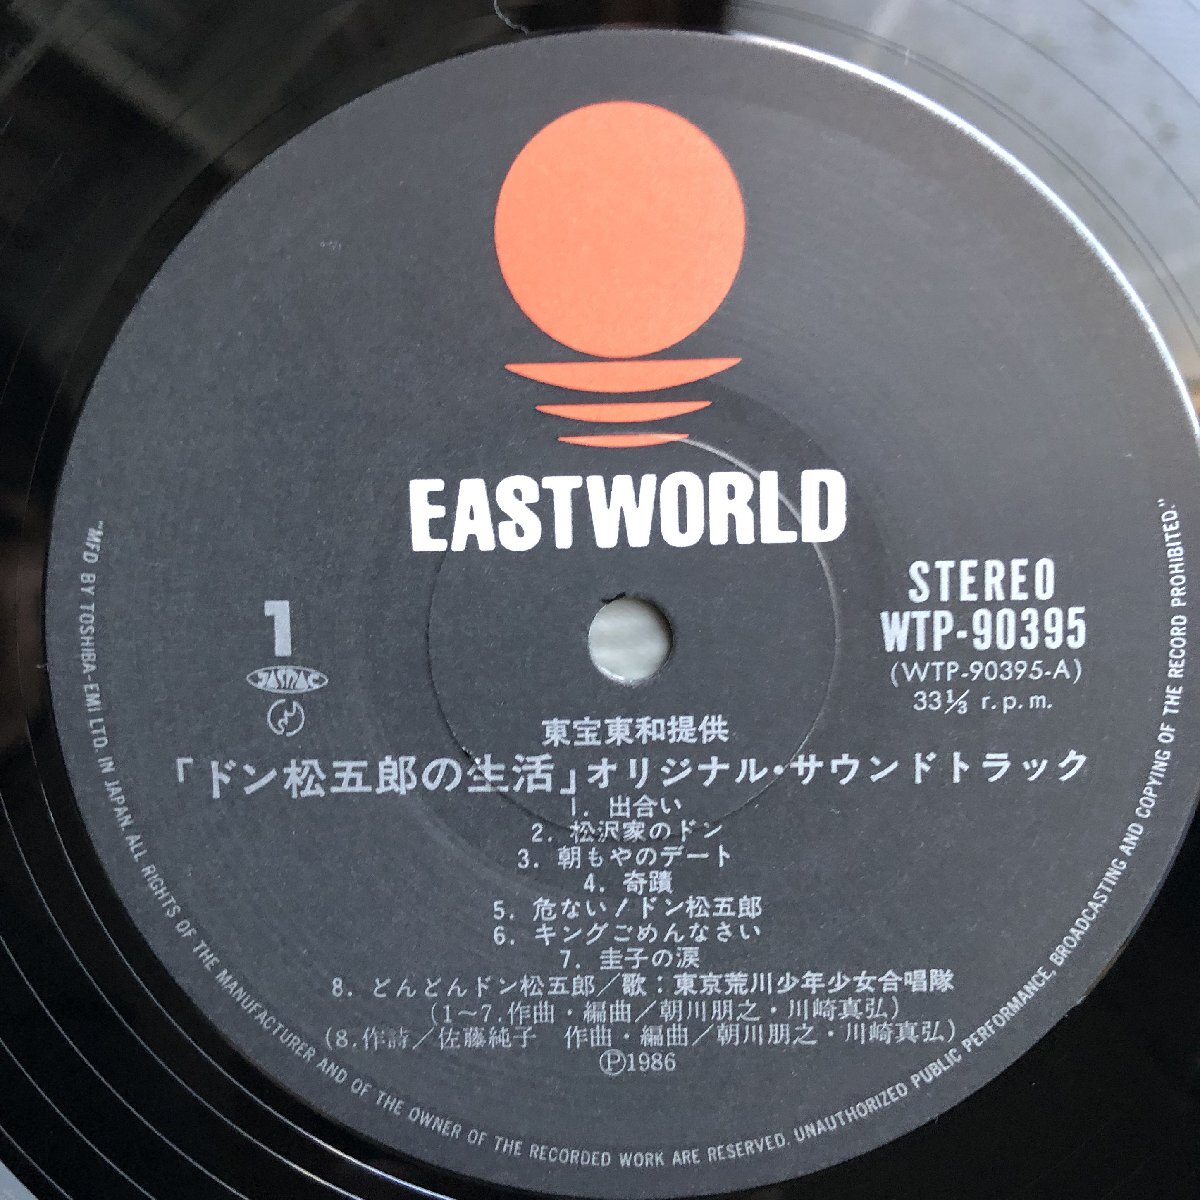 EASTWORLD
STEREO
WTP-90395
(WTP-90395-A)
33⅓ r.p.m.
1
JASRAC
東宝東和提供
「ドン松五郎の生活」オリジナル・サウンドトラック
1. 出合い
2. 松沢家のドン
3. 朝もやのデート
4. 奇蹟
5. 危ない！ドン松五郎
6. キングごめんなさい
7. 圭子の涙
8. どんどんドン松五郎／歌：東京荒川少年少女合唱隊
(1〜7.作曲・編曲／朝川朋之・川崎真弘)
(8.作詩／佐藤純子　作曲・編曲／朝川朋之・川崎真弘)
Ⓟ1986
"MFD BY TOSHIBA-EMI LTD. IN JAPAN. ALL RIGHTS OF THE MANUFACTURER AND OF THE OWNER OF THE RECORDED WORK ARE RESERVED. UNAUTHORIZED PUBLIC PERFORMANCE, BROADCASTING AND COPYING OF THE RECORD PROHIBITED."